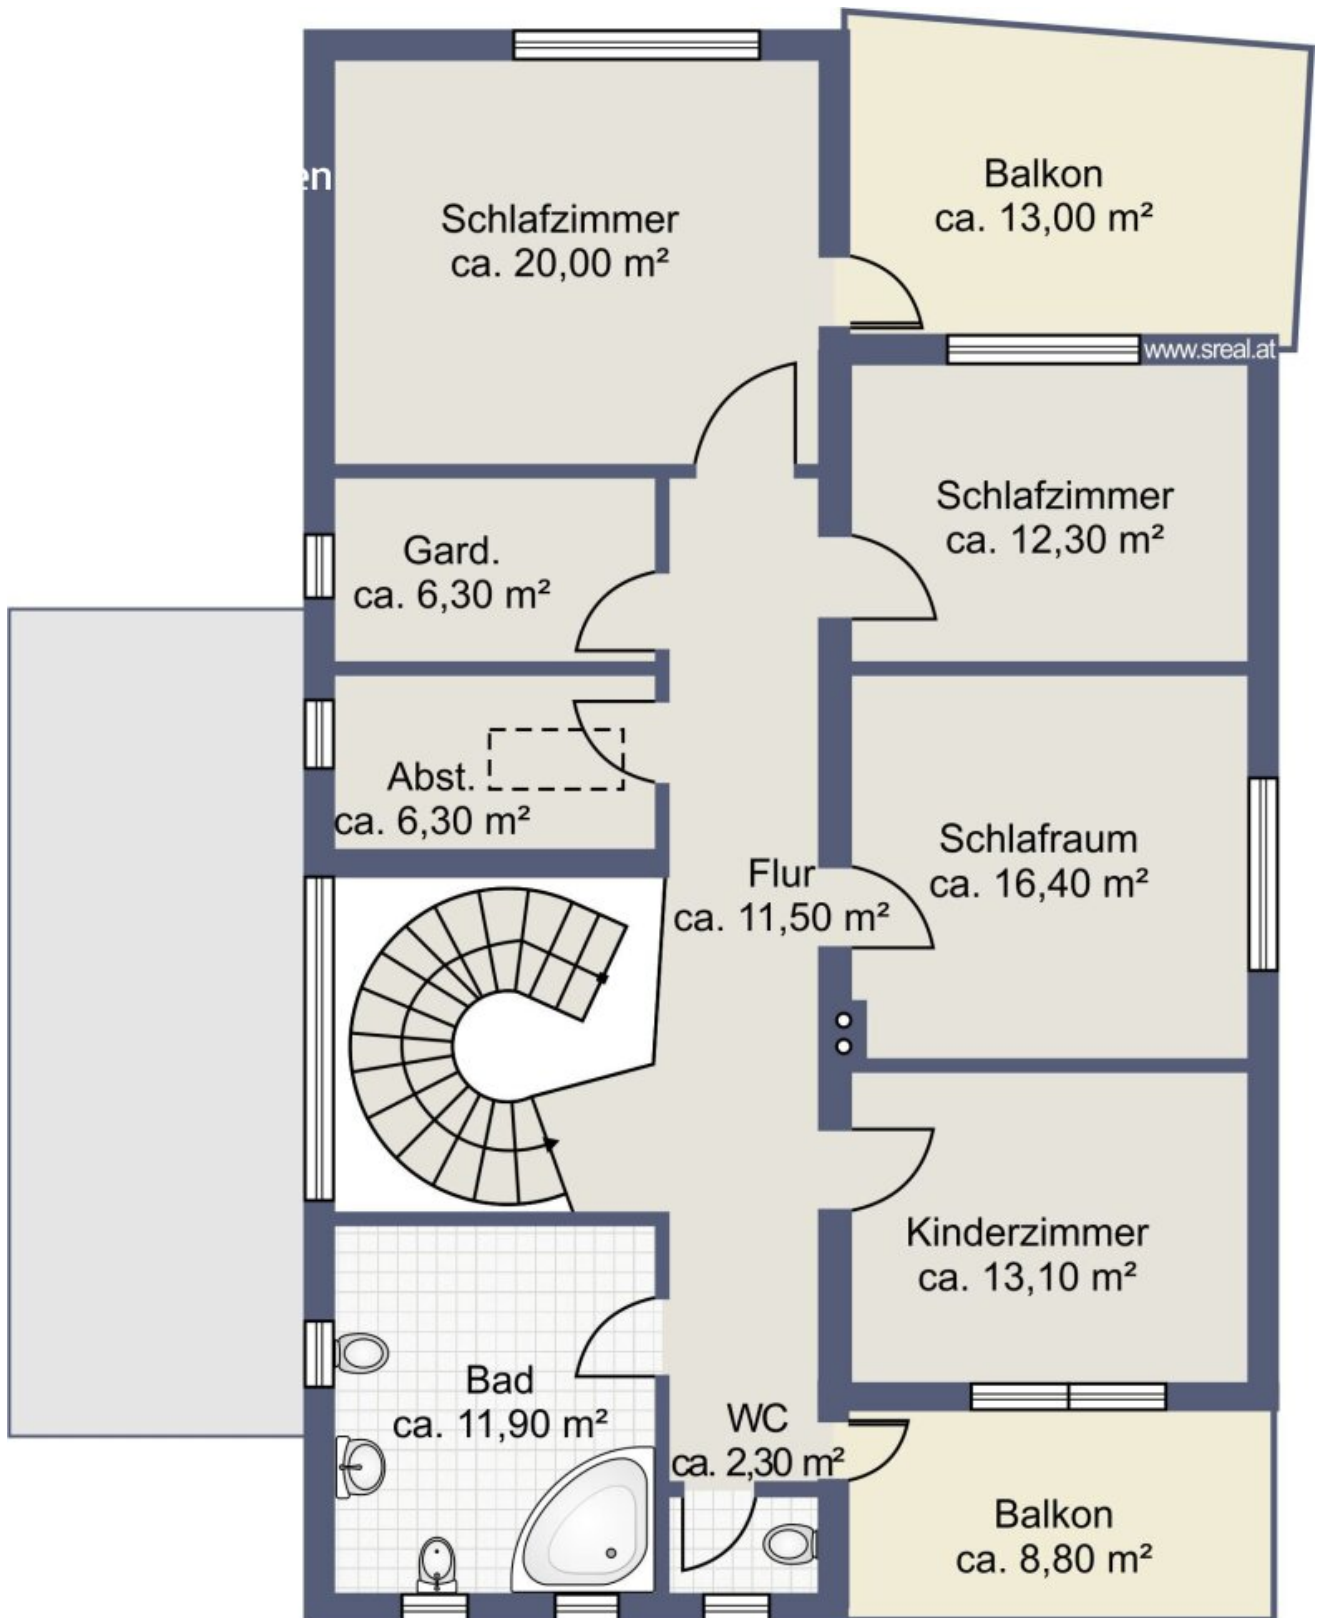 en
Schlafzimmer
ca. 20,00 m²
Balkon
ca. 13,00 m²
www.sreal.at
Schlafzimmer
ca. 12,30 m²
Gard.
ca. 6,30 m²
Abst.
ca. 6,30 m²
Schlafraum
ca. 16,40 m²
Flur
ca. 11,50 m²
Kinderzimmer
ca. 13,10 m²
Bad
ca. 11,90 m²
WC
ca. 2,30 m²
Balkon
ca. 8,80 m²